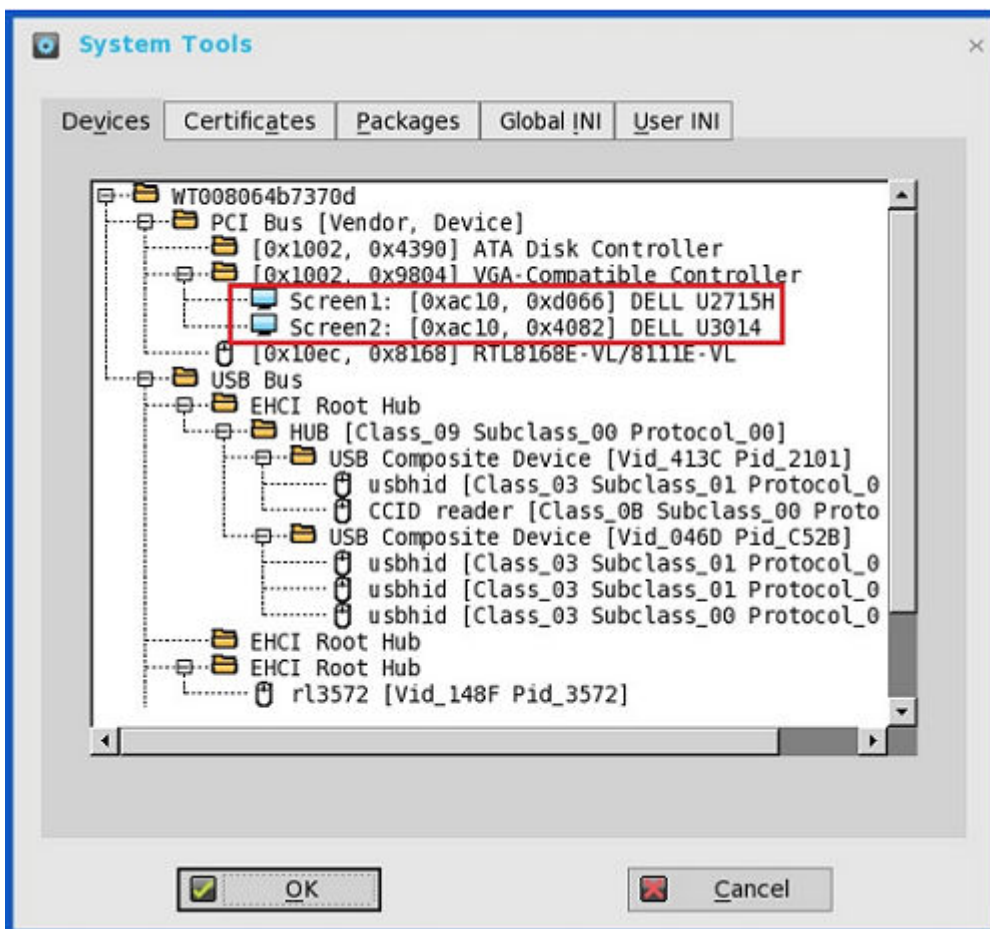 System Tools
Devices Certificates Packages Global INI User INI
WT008064b7370d
PCI Bus [Vendor, Device]
[0x1002, 0x4390] ATA Disk Controller
[0x1002, 0x9804] VGA-Compatible Controller
Screen1: [0xac10, 0xd066] DELL U2715H
Screen2: [0xac10, 0x4082] DELL U3014
[0x10ec, 0x8168] RTL8168E-VL/8111E-VL
USB Bus
EHCI Root Hub
HUB [Class_09 Subclass_00 Protocol_00]
USB Composite Device [Vid_413C Pid_2101]
usbhid [Class_03 Subclass_01 Protocol_0
CCID reader [Class_0B Subclass_00 Proto
USB Composite Device [Vid_046D Pid_C52B]
usbhid [Class_03 Subclass_01 Protocol_0
usbhid [Class_03 Subclass_01 Protocol_0
usbhid [Class_03 Subclass_00 Protocol_0
EHCI Root Hub
EHCI Root Hub
rl3572 [Vid_148F Pid_3572]
OK Cancel